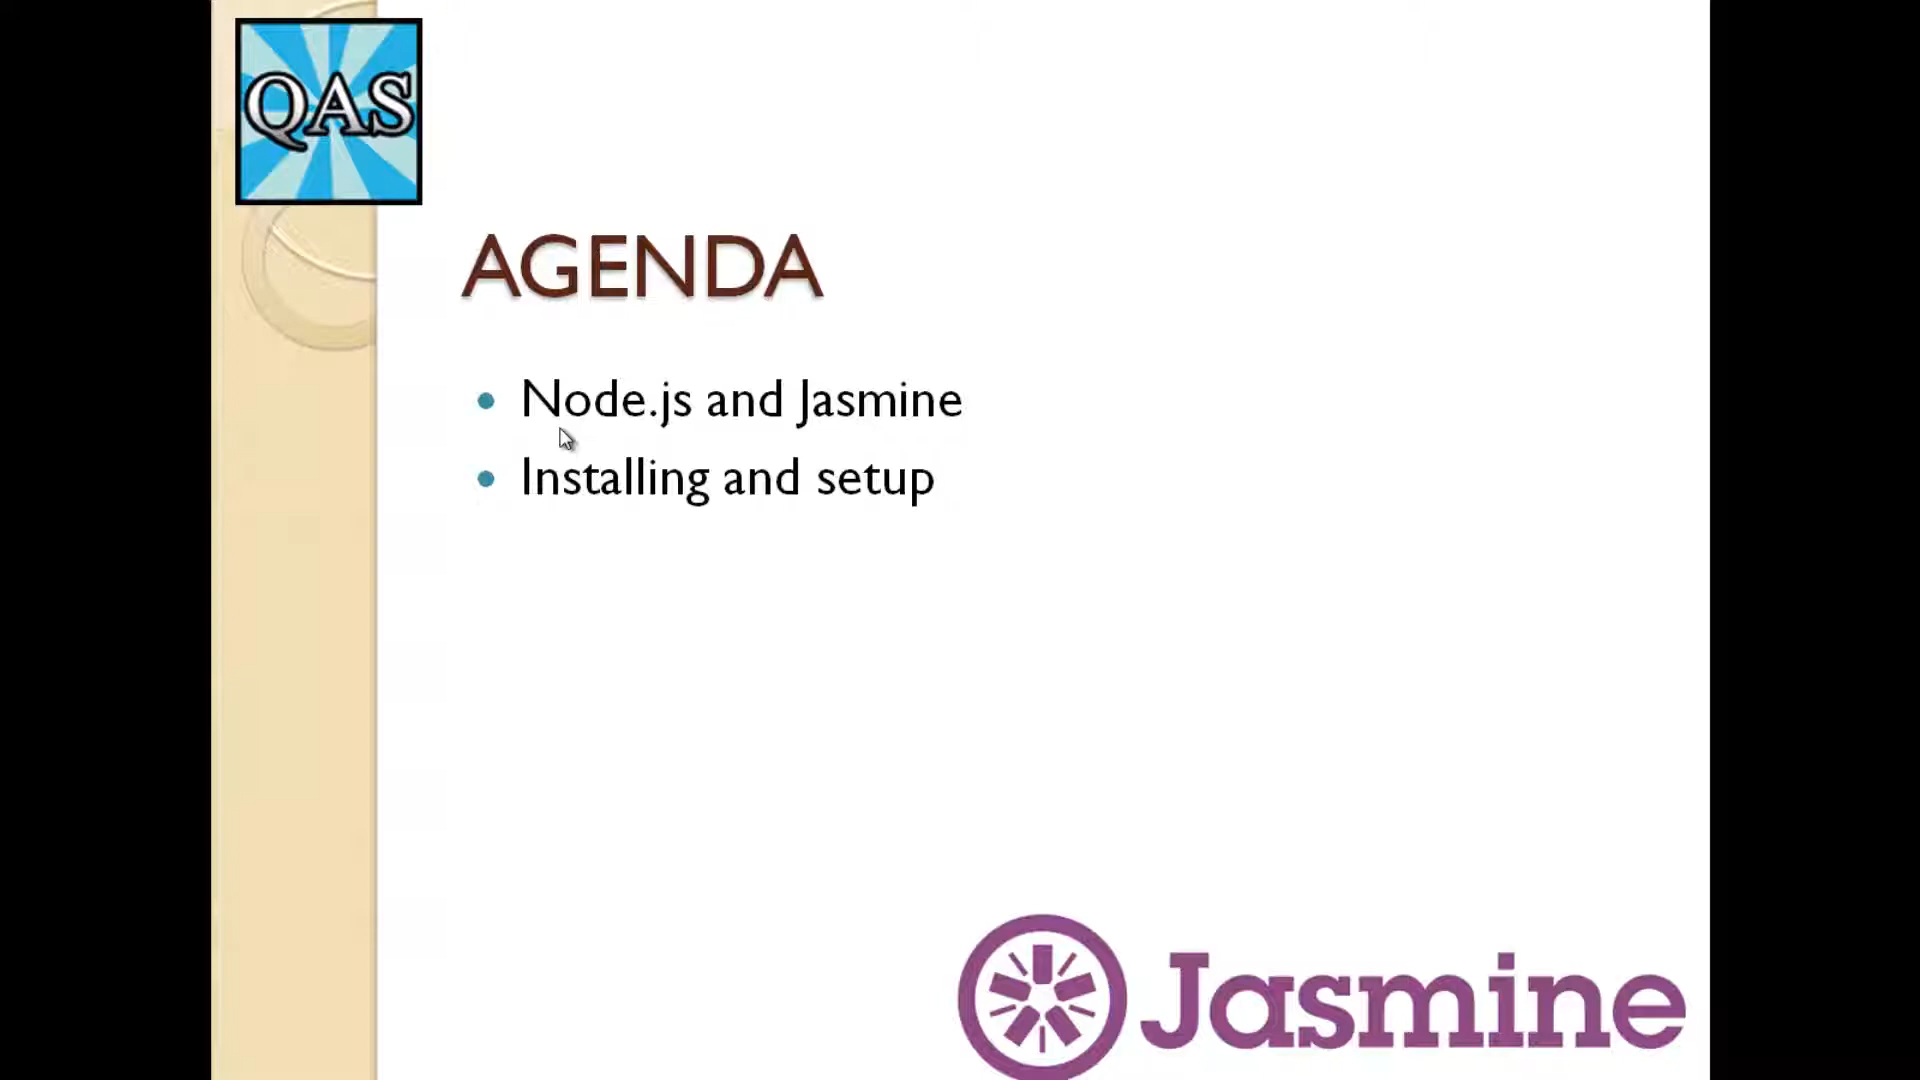 QAS
AGENDA
Node.js and Jasmine
Installing and setup
Jasmine